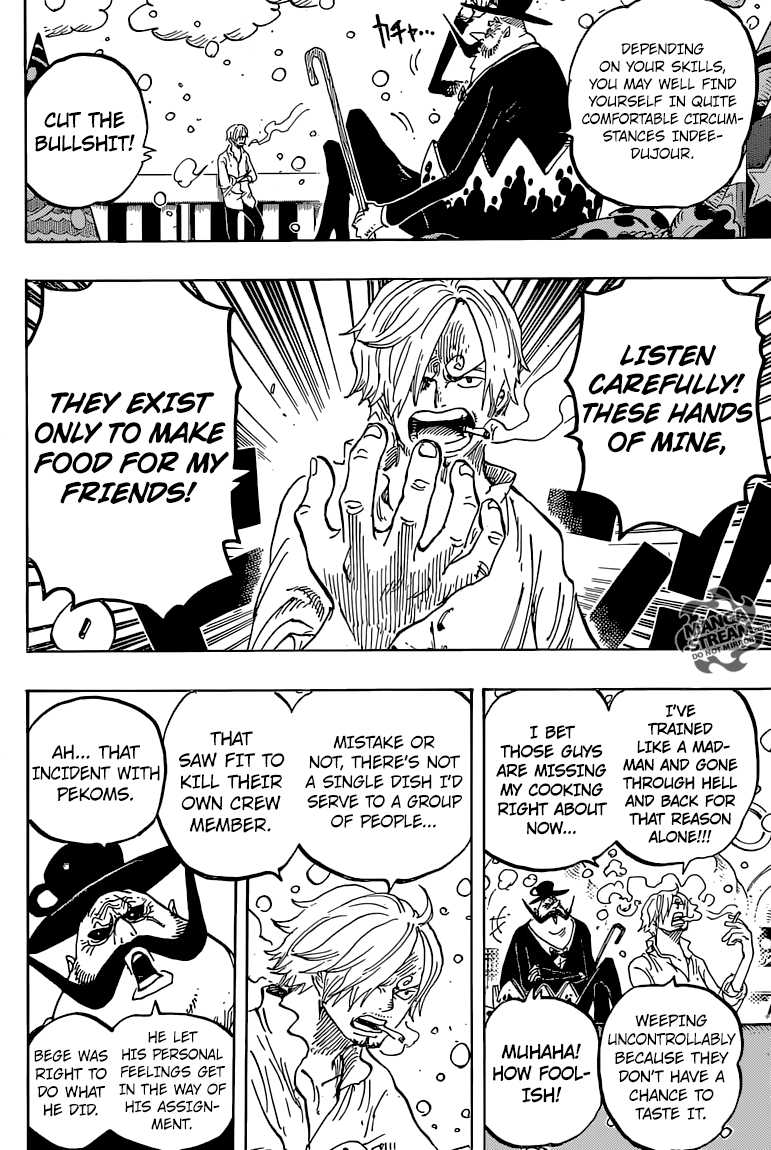 DEPENDING
ON YOUR SKILLS,
YOU MAY WELL FIND
YOURSELF IN QUITE
COMFORTABLE CIRCUM-
STANCES INDEE-
DUJOUR.
カチャ…
CUT THE
BULLSHIT!
LISTEN
CAREFULLY!
THESE HANDS
OF MINE,
THEY EXIST
ONLY TO MAKE
FOOD FOR MY
FRIENDS!
MANGA
STREAM
DO NOT MIRROR
I'VE
TRAINED
LIKE A MAD-
MAN AND GONE
THROUGH HELL
AND BACK FOR
THAT REASON
ALONE!!!
I BET
THOSE GUYS
ARE MISSING
MY COOKING
RIGHT ABOUT
NOW...
WEEPING
UNCONTROLLABLY
BECAUSE THEY
DON'T HAVE A
CHANCE TO
TASTE IT.
MUHAHA!
HOW FOOL-
ISH!
MISTAKE OR
NOT, THERE'S NOT
A SINGLE DISH I'D
SERVE TO A GROUP
OF PEOPLE...
THAT
SAW FIT TO
KILL THEIR
OWN CREW
MEMBER.
AH... THAT
INCIDENT WITH
PEKOMS.
HE LET
HIS PERSONAL
FEELINGS GET
IN THE WAY OF
HIS ASSIGN-
MENT.
BEGE WAS
RIGHT TO
DO WHAT
HE DID.